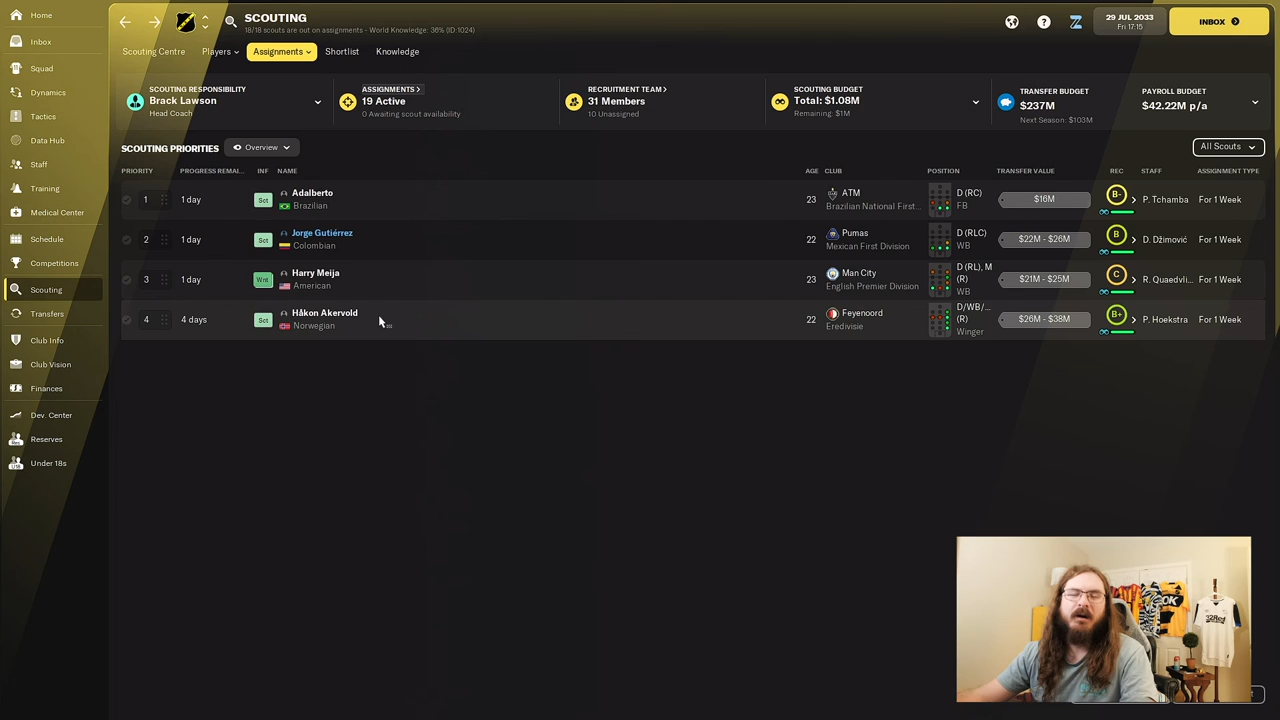 Home
Inbox
Squad
Dynamics
Tactics
Data Hub
Staff
Training
Medical Center
Schedule
Competitions
Scouting
Transfers
Club Info
Club Vision
Finances
Dev. Center
Reserves
Under 18s
SCOUTING
18/18 scouts are out on assignments - World Knowledge: 36% (ID:1024)
29 JUL 2033
Fri 17:15
INBOX
Scouting Centre
Players
Assignments
Shortlist
Knowledge
SCOUTING RESPONSIBILITY
Brack Lawson
Head Coach
ASSIGNMENTS >
19 Active
0 Awaiting scout availability
RECRUITMENT TEAM >
31 Members
10 Unassigned
SCOUTING BUDGET
Total: $1.08M
Remaining: $1M
TRANSFER BUDGET
$237M
Next Season: $103M
PAYROLL BUDGET
$42.22M p/a
SCOUTING PRIORITIES
Overview
All Scouts
PRIORITY PROGRESS REMAI... INF NAME AGE CLUB POSITION TRANSFER VALUE REC STAFF ASSIGNMENT TYPE
1 1 day Sct Adalberto 23 ATM D (RC) $16M B- P. Tchamba For 1 Week
Brazilian Brazilian National First... FB
2 1 day Sct Jorge Gutiérrez 22 Pumas D (RLC) $22M - $26M B D. Džimović For 1 Week
Colombian Mexican First Division WB
3 1 day Wnt Harry Meija 23 Man City D (RL), M (R) $21M - $25M C R. Quaedvli... For 1 Week
American English Premier Division WB
4 4 days Sct Håkon Akervold 22 Feyenoord D/WB/... (R) $26M - $38M B+ P. Hoekstra For 1 Week
Norwegian Eredivisie Winger
32Red